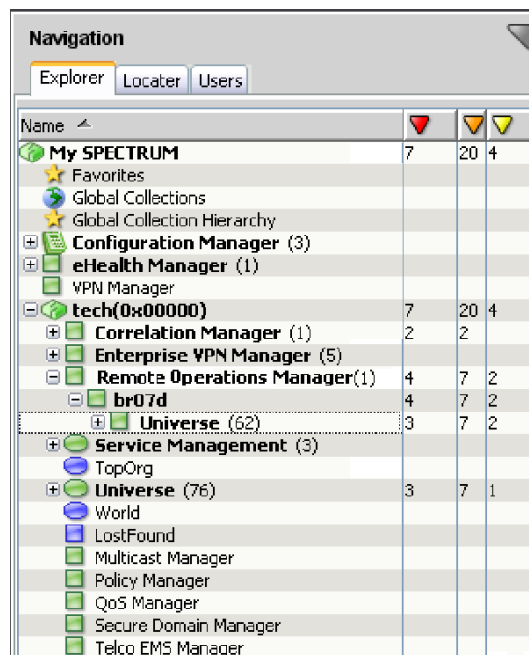 Navigation
Explorer Locater Users
Name
My SPECTRUM 7 20 4
Favorites
Global Collections
Global Collection Hierarchy
Configuration Manager (3)
eHealth Manager (1)
VPN Manager
tech(0x00000) 7 20 4
Correlation Manager (1) 2 2
Enterprise VPN Manager (5)
Remote Operations Manager(1) 4 7 2
br07d 4 7 2
Universe (62) 3 7 2
Service Management (3)
TopOrg
Universe (76) 3 7 1
World
LostFound
Multicast Manager
Policy Manager
QoS Manager
Secure Domain Manager
Telco EMS Manager